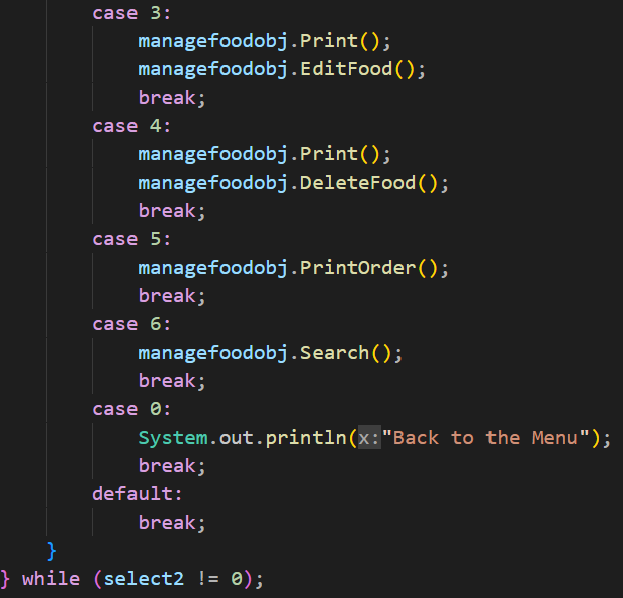 case 3:
managefoodobj.Print();
managefoodobj.EditFood();
break;
case 4:
managefoodobj.Print();
managefoodobj.DeleteFood();
break;
case 5:
managefoodobj.PrintOrder();
break;
case 6:
managefoodobj.Search();
break;
case 0:
System.out.println(x:"Back to the Menu");
break;
default:
break;
}
} while (select2 != 0);